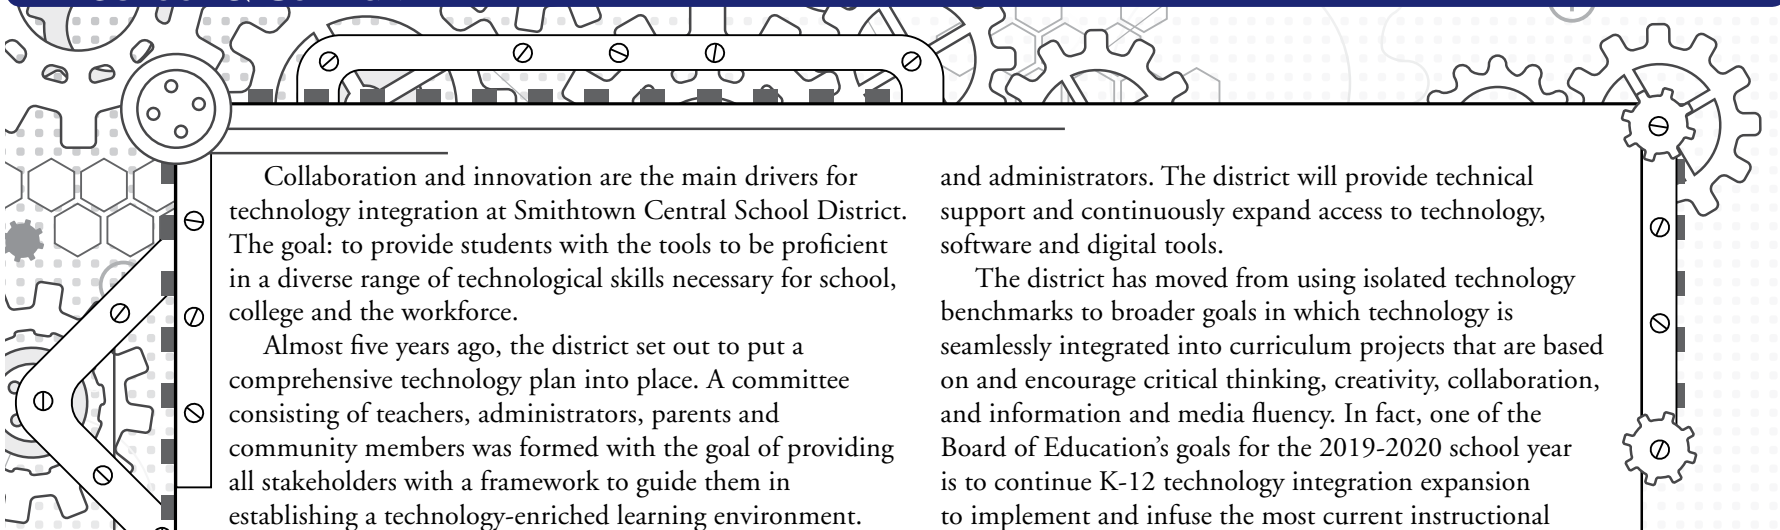 Collaboration and innovation are the main drivers for
technology integration at Smithtown Central School District.
The goal: to provide students with the tools to be proficient
in a diverse range of technological skills necessary for school,
college and the workforce.
Almost five years ago, the district set out to put a
comprehensive technology plan into place. A committee
consisting of teachers, administrators, parents and
community members was formed with the goal of providing
all stakeholders with a framework to guide them in
establishing a technology-enriched learning environment.
and administrators. The district will provide technical
support and continuously expand access to technology,
software and digital tools.
The district has moved from using isolated technology
benchmarks to broader goals in which technology is
seamlessly integrated into curriculum projects that are based
on and encourage critical thinking, creativity, collaboration,
and information and media fluency. In fact, one of the
Board of Education’s goals for the 2019-2020 school year
is to continue K-12 technology integration expansion
to implement and infuse the most current instructional